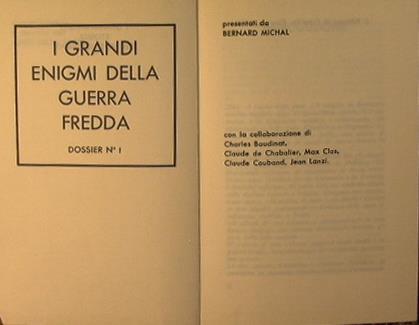 I GRANDI
ENIGMI DELLA
GUERRA
FREDDA
DOSSIER N° I
presentati da
BERNARD MICHAL
con la collaborazione di
Charles Baudinat,
Claude de Chabalier, Max Clos,
Claude Couband, Jean Lanzi.